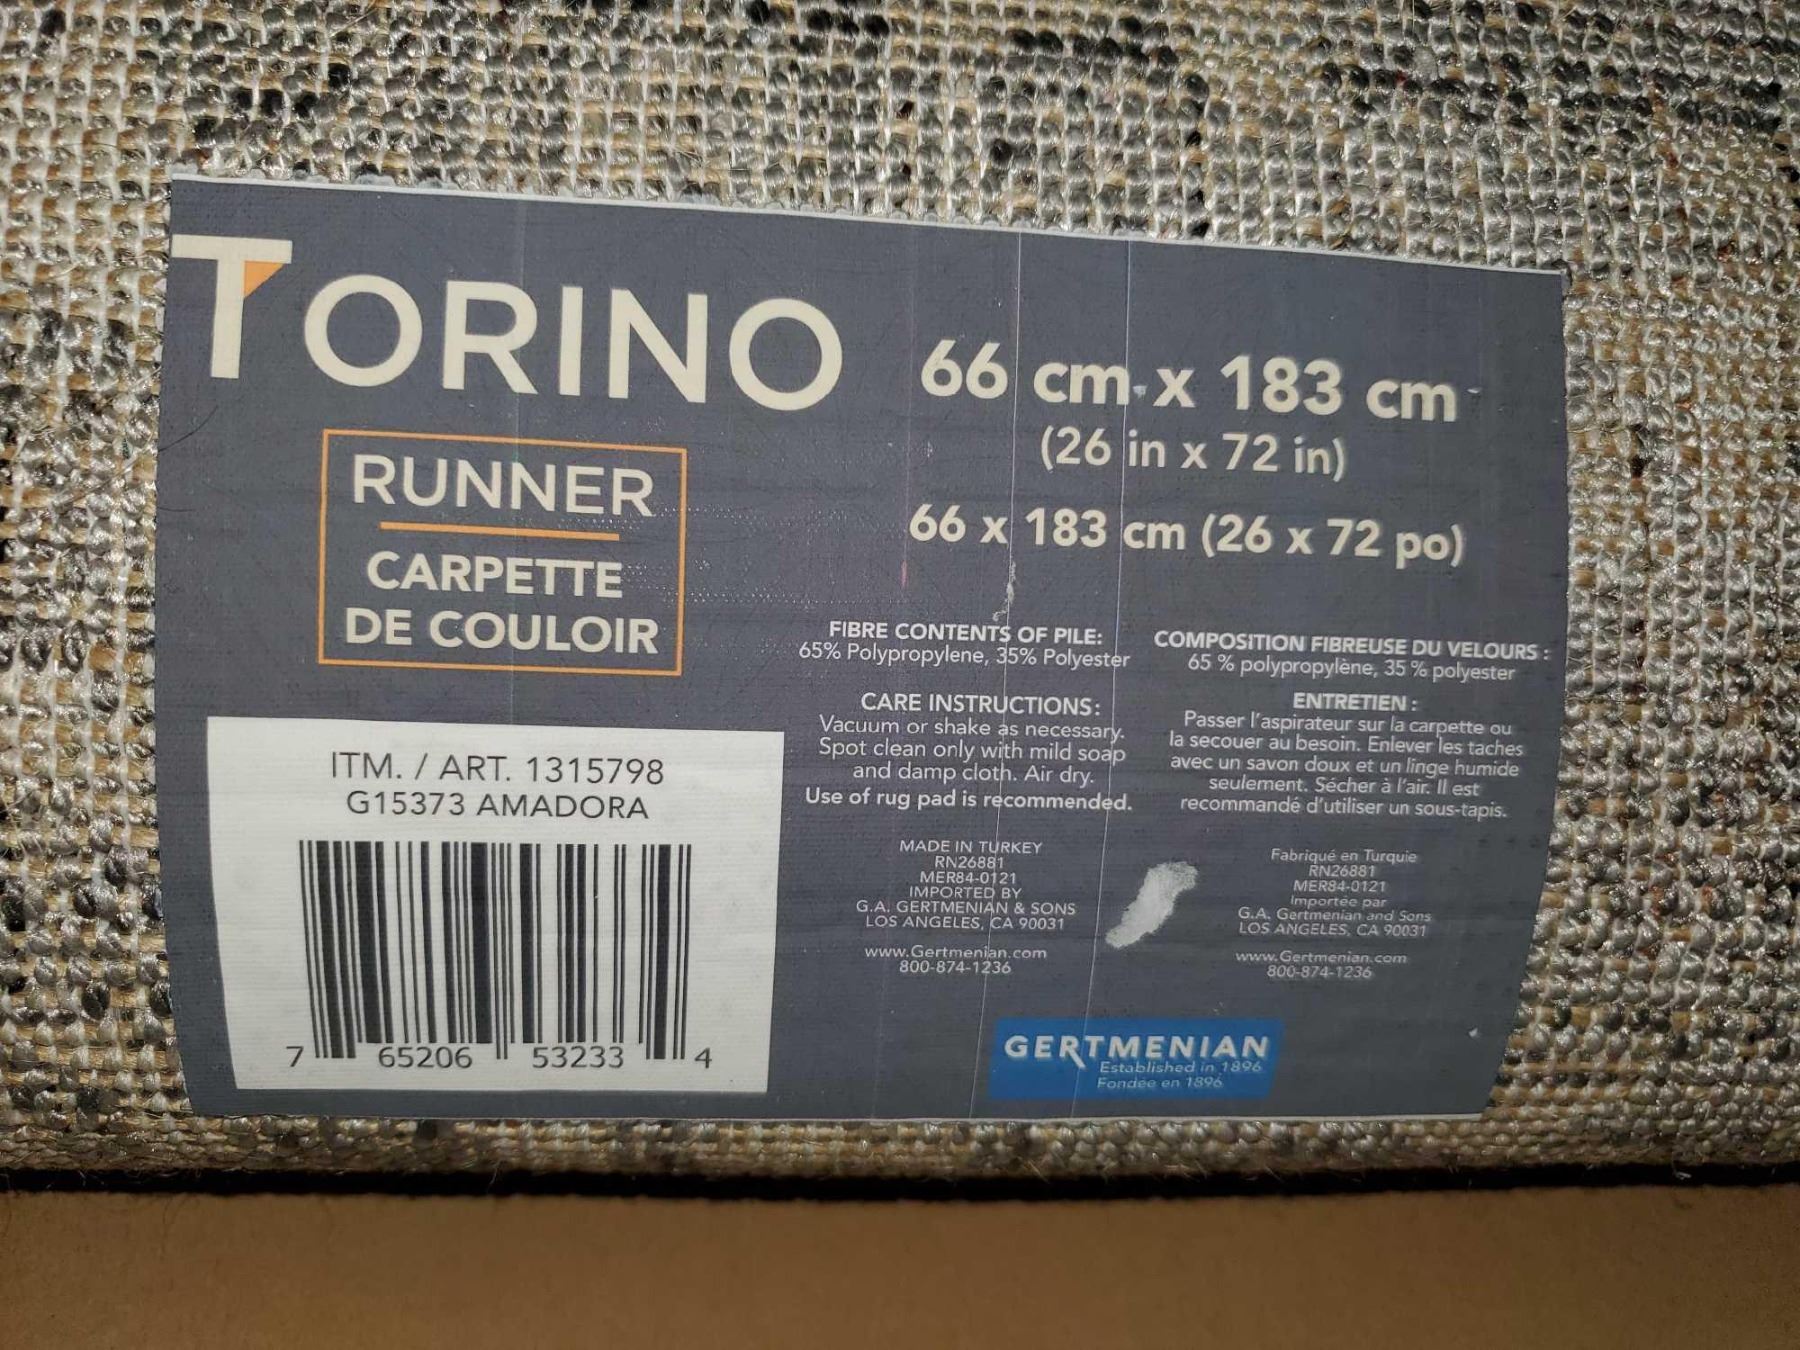 TORINO
RUNNER
CARPETTE
DE COULOIR
66 cm x 183 cm
(26 in x 72 in)
66 x 183 cm (26 x 72 po)
FIBRE CONTENTS OF PILE:
65% Polypropylene, 35% Polyester
CARE INSTRUCTIONS:
Vacuum or shake as necessary.
Spot clean only with mild soap
and damp cloth. Air dry.
Use of rug pad is recommended.
MADE IN TURKEY
RN26881
MER84-0121
IMPORTED BY
G.A. GERTMENIAN & SONS
LOS ANGELES, CA 90031
www.Gertmenian.com
800-874-1236
COMPOSITION FIBREUSE DU VELOURS :
65 % polypropylène, 35 % polyester
ENTRETIEN :
Passer l'aspirateur sur la carpette ou
la secouer au besoin. Enlever les taches
avec un savon doux et un linge humide
seulement. Sécher à l'air. Il est
recommandé d'utiliser un sous-tapis.
Fabriqué en Turquie
RN26881
MER84-0121
Importée par
G.A. Gertmenian and Sons
LOS ANGELES, CA 90031
www.Gertmenian.com
800-874-1236
ITM. / ART. 1315798
G15373 AMADORA
7 65206 53233 4
GERTMENIAN
Established in 1896
Fondée en 1896